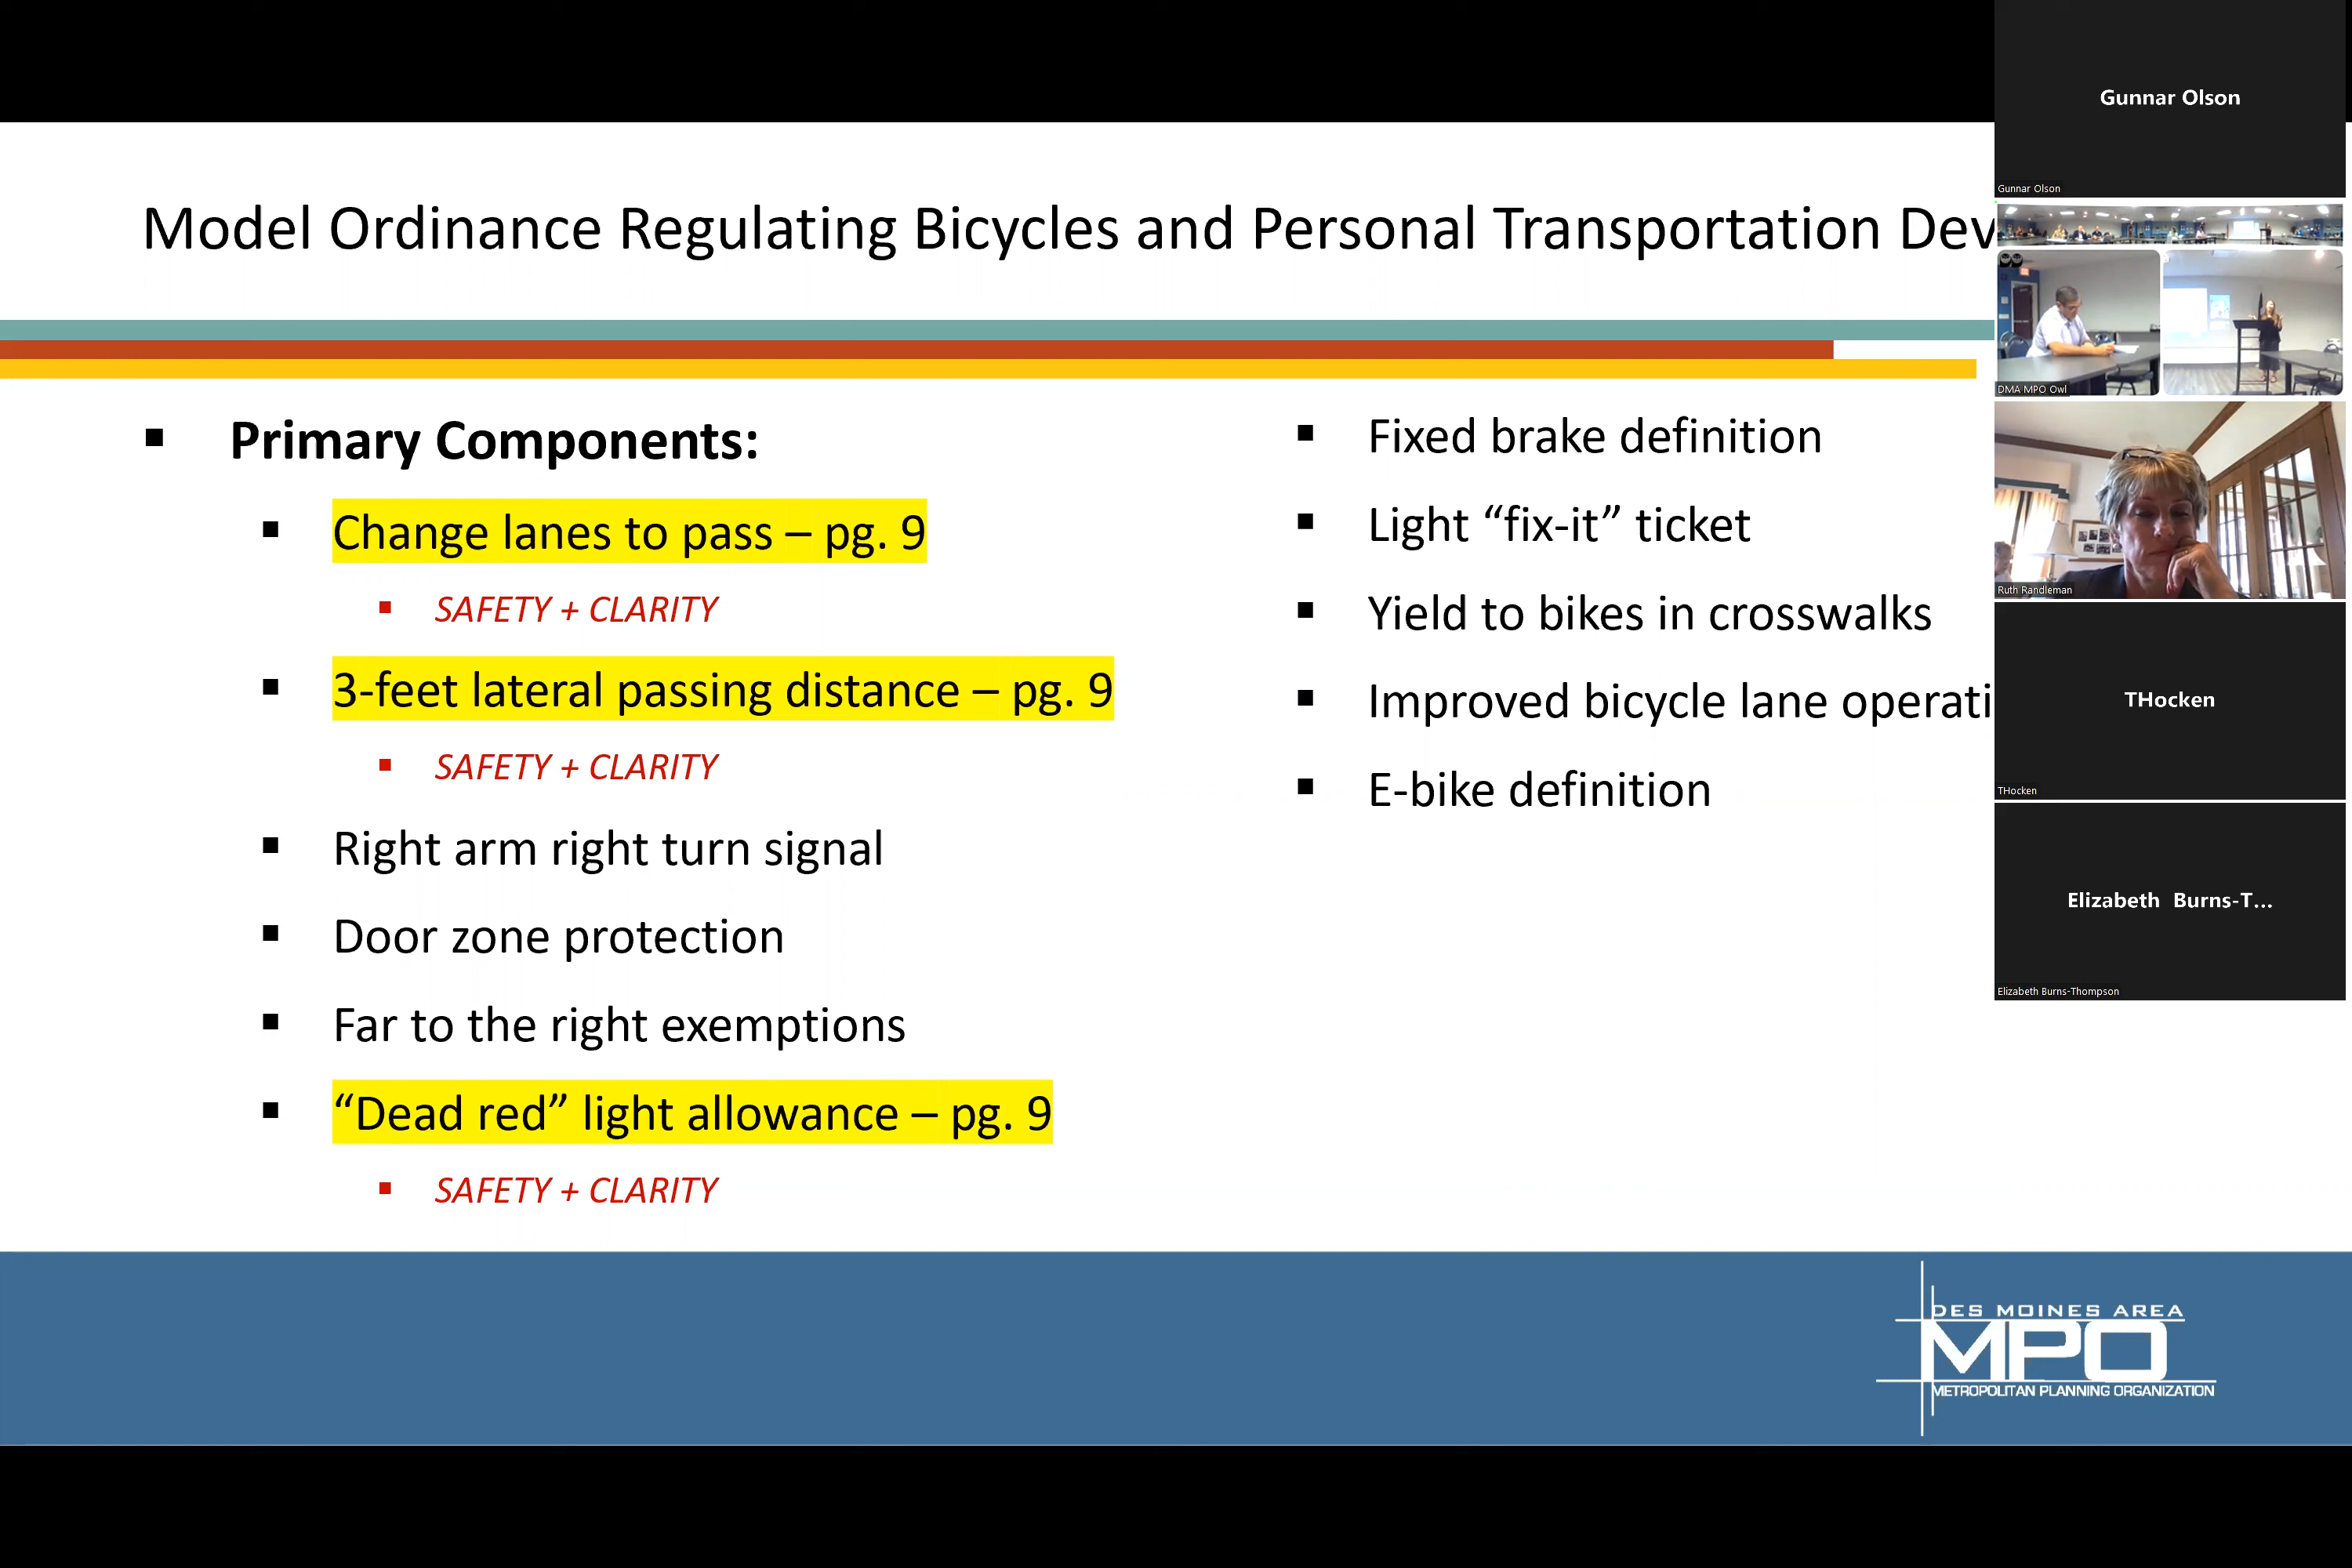 Model Ordinance Regulating Bicycles and Personal Transportation Dev
Primary Components:
Change lanes to pass – pg. 9
SAFETY + CLARITY
3-feet lateral passing distance – pg. 9
SAFETY + CLARITY
Right arm right turn signal
Door zone protection
Far to the right exemptions
“Dead red” light allowance – pg. 9
SAFETY + CLARITY
Fixed brake definition
Light “fix-it” ticket
Yield to bikes in crosswalks
Improved bicycle lane operati
E-bike definition
Gunnar Olson
Gunnar Olson
DMA MPO Owl
Ruth Randleman
THocken
THocken
Elizabeth Burns-T...
Elizabeth Burns-Thompson
DES MOINES AREA
MPO
METROPOLITAN PLANNING ORGANIZATION